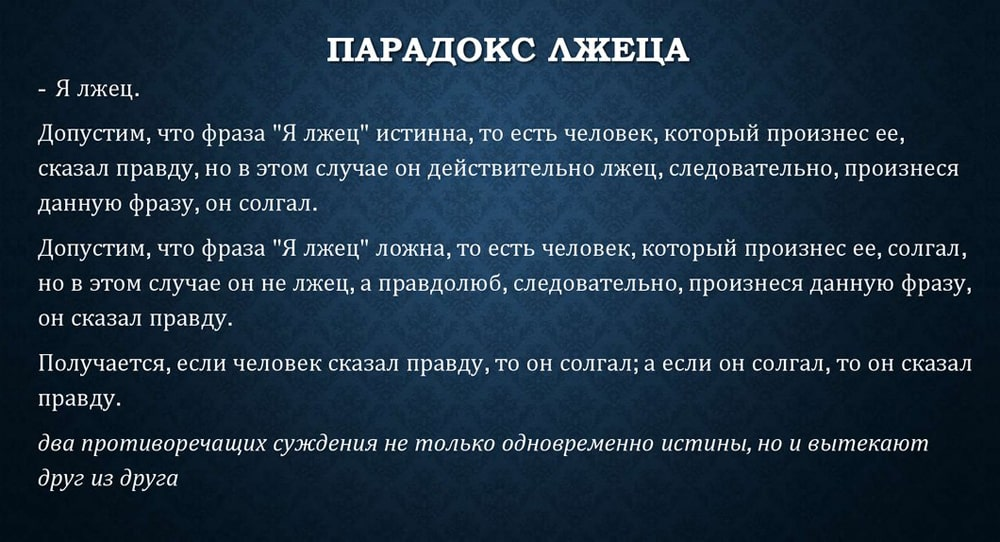 ПАРАДОКС ЛЖЕЦА
- Я лжец.
Допустим, что фраза "Я лжец" истинна, то есть человек, который произнес ее,
сказал правду, но в этом случае он действительно лжец, следовательно, произнеся
данную фразу, он солгал.
Допустим, что фраза "Я лжец" ложна, то есть человек, который произнес ее, солгал,
но в этом случае он не лжец, а правдолюб, следовательно, произнеся данную фразу,
он сказал правду.
Получается, если человек сказал правду, то он солгал; а если он солгал, то он сказал
правду.
два противоречащих суждения не только одновременно истины, но и вытекают
друг из друга